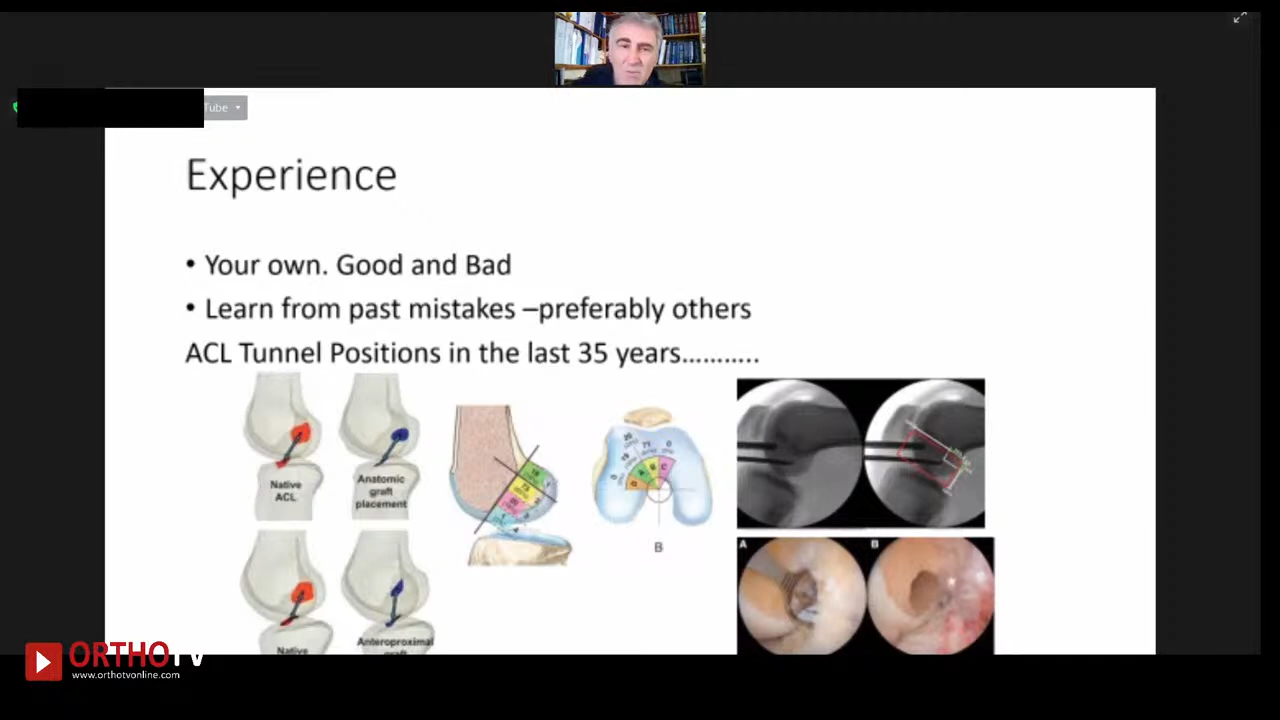 Tube
Experience
• Your own. Good and Bad
• Learn from past mistakes –preferably others
ACL Tunnel Positions in the last 35 years………..
Native
ACL
Anatomic
graft
placement
B
A
B
Native
Anteroproximal
ORTHOTV
www.orthotvonline.com